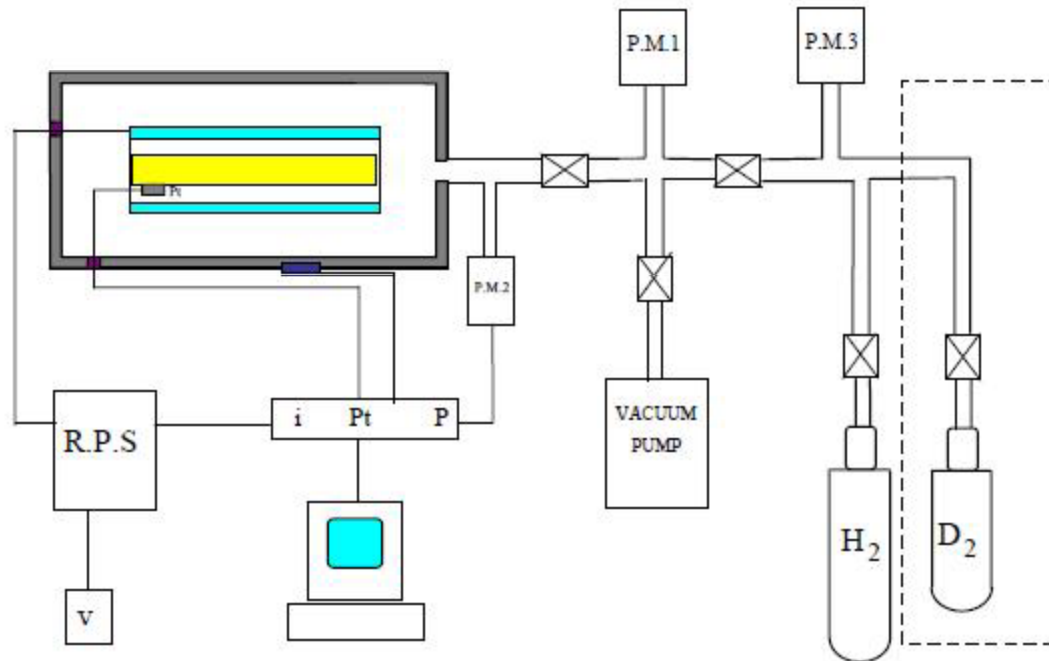 P.M.1
P.M.3
Pt
P.M.2
i Pt P
R.P.S
VACUUM
PUMP
H2
D2
v